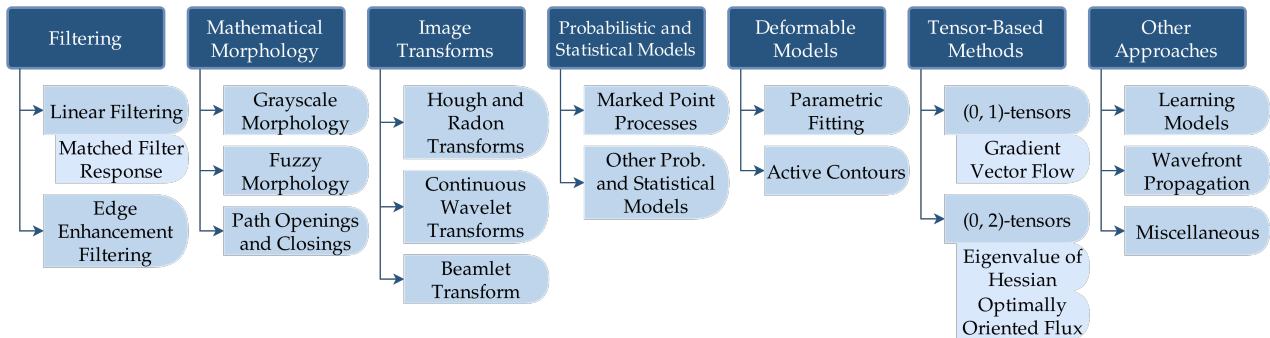 Filtering
Linear Filtering
Matched Filter
Response
Edge
Enhancement
Filtering
Mathematical
Morphology
Grayscale
Morphology
Fuzzy
Morphology
Path Openings
and Closings
Image
Transforms
Hough and
Radon
Transforms
Continuous
Wavelet
Transforms
Beamlet
Transform
Probabilistic and
Statistical Models
Marked Point
Processes
Other Prob.
and Statistical
Models
Deformable
Models
Parametric
Fitting
Active Contours
Tensor-Based
Methods
(0, 1)-tensors
Gradient
Vector Flow
(0, 2)-tensors
Eigenvalue of
Hessian
Optimally
Oriented Flux
Other
Approaches
Learning
Models
Wavefront
Propagation
Miscellaneous